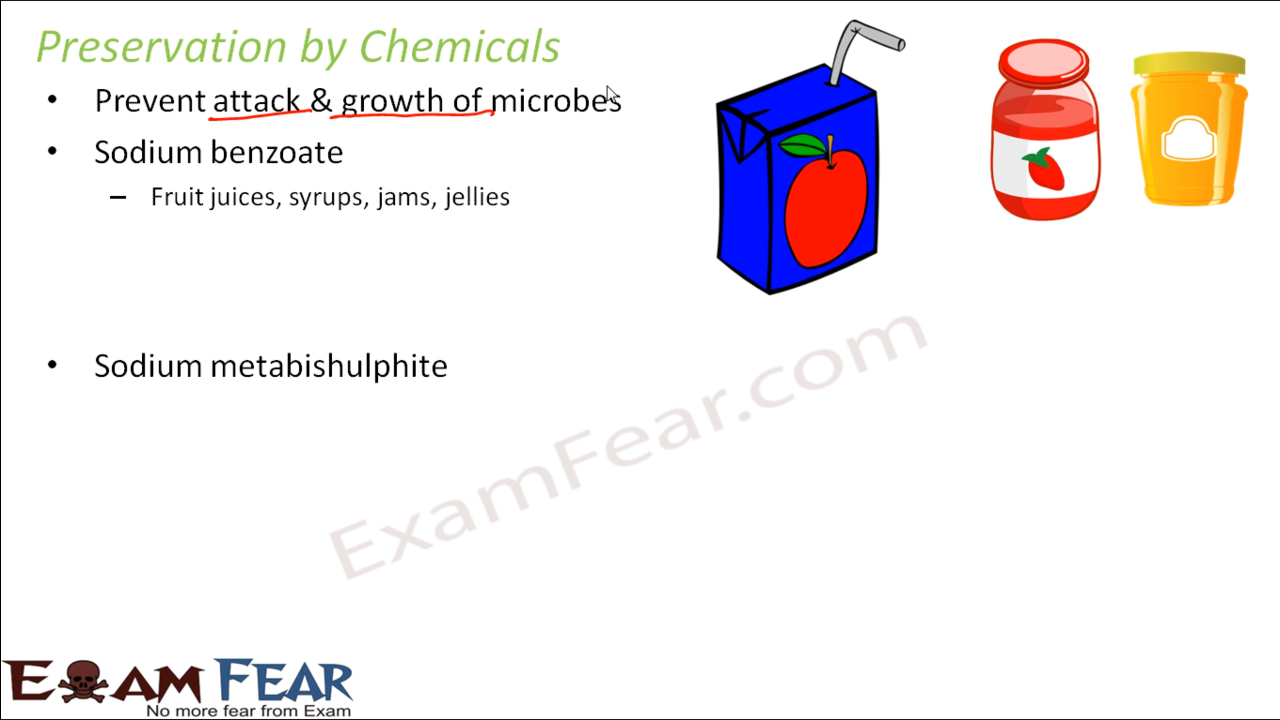 Preservation by Chemicals
• Prevent attack & growth of microbes
• Sodium benzoate
– Fruit juices, syrups, jams, jellies
• Sodium metabishulphite
ExamFear.com
EXAM FEAR
No more fear from Exam